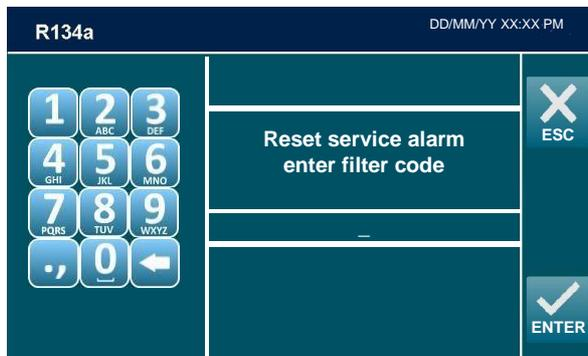 R134a
DD/MM/YY XX:XX PM
1
2
ABC
3
DEF
4
GHI
5
JKL
6
MNO
7
PQRS
8
TUV
9
WXYZ
.,
0
Reset service alarm
enter filter code
_
ESC
ENTER